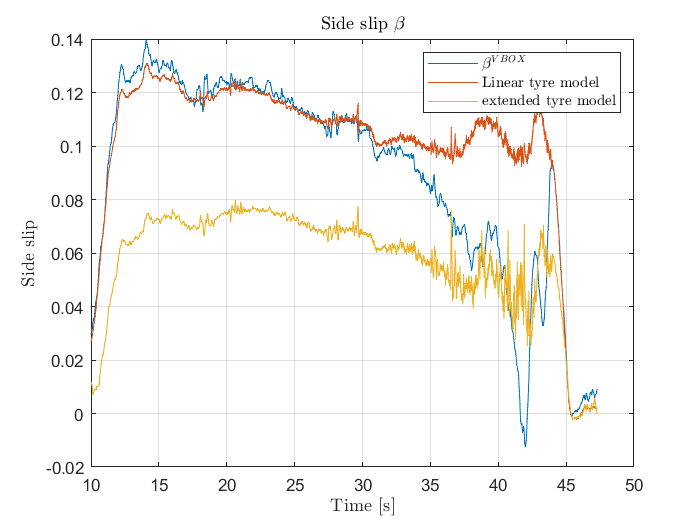 Side slip β
0.14
0.12
0.1
0.08
0.06
0.04
0.02
0
-0.02
Side slip
β^VBOX
Linear tyre model
extended tyre model
10 15 20 25 30 35 40 45 50
Time [s]